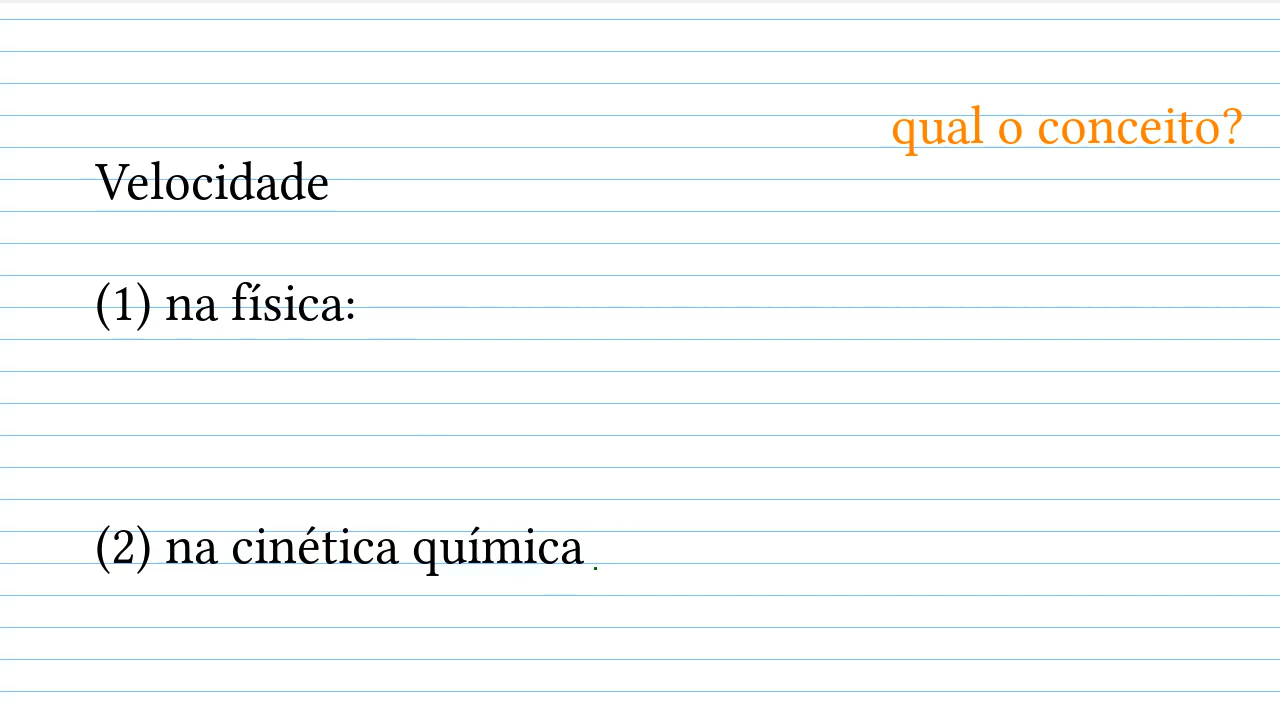 qual o conceito?
Velocidade
(1) na física:
(2) na cinética química